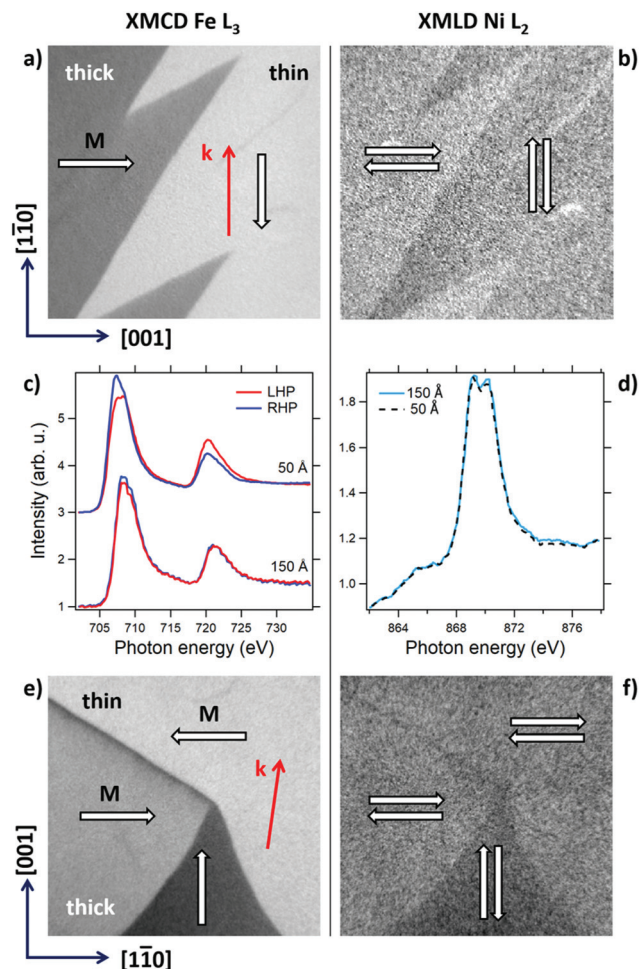 XMCD Fe L₃
XMLD Ni L₂
a)
thick
thin
M
k
b)
[11̅0]
[001]
c)
LHP
RHP
50 Å
150 Å
Intensity (arb. u.)
5
4
3
2
1
705 710 715 720 725 730
Photon energy (eV)
d)
150 Å
50 Å
1.8
1.6
1.4
1.2
1.0
864 868 872 876
Photon energy (eV)
e)
thin
M
k
M
thick
f)
[001]
[11̅0]